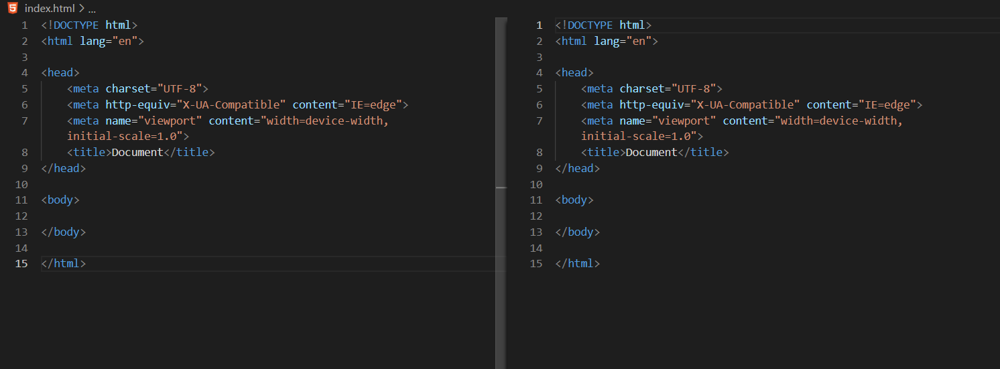 index.html > ...
1 <!DOCTYPE html>
2 <html lang="en">
3
4 <head>
5     <meta charset="UTF-8">
6     <meta http-equiv="X-UA-Compatible" content="IE=edge">
7     <meta name="viewport" content="width=device-width,
      initial-scale=1.0">
8     <title>Document</title>
9 </head>
10
11 <body>
12
13 </body>
14
15 </html>
1 <!DOCTYPE html>
2 <html lang="en">
3
4 <head>
5     <meta charset="UTF-8">
6     <meta http-equiv="X-UA-Compatible" content="IE=edge">
7     <meta name="viewport" content="width=device-width,
      initial-scale=1.0">
8     <title>Document</title>
9 </head>
10
11 <body>
12
13 </body>
14
15 </html>